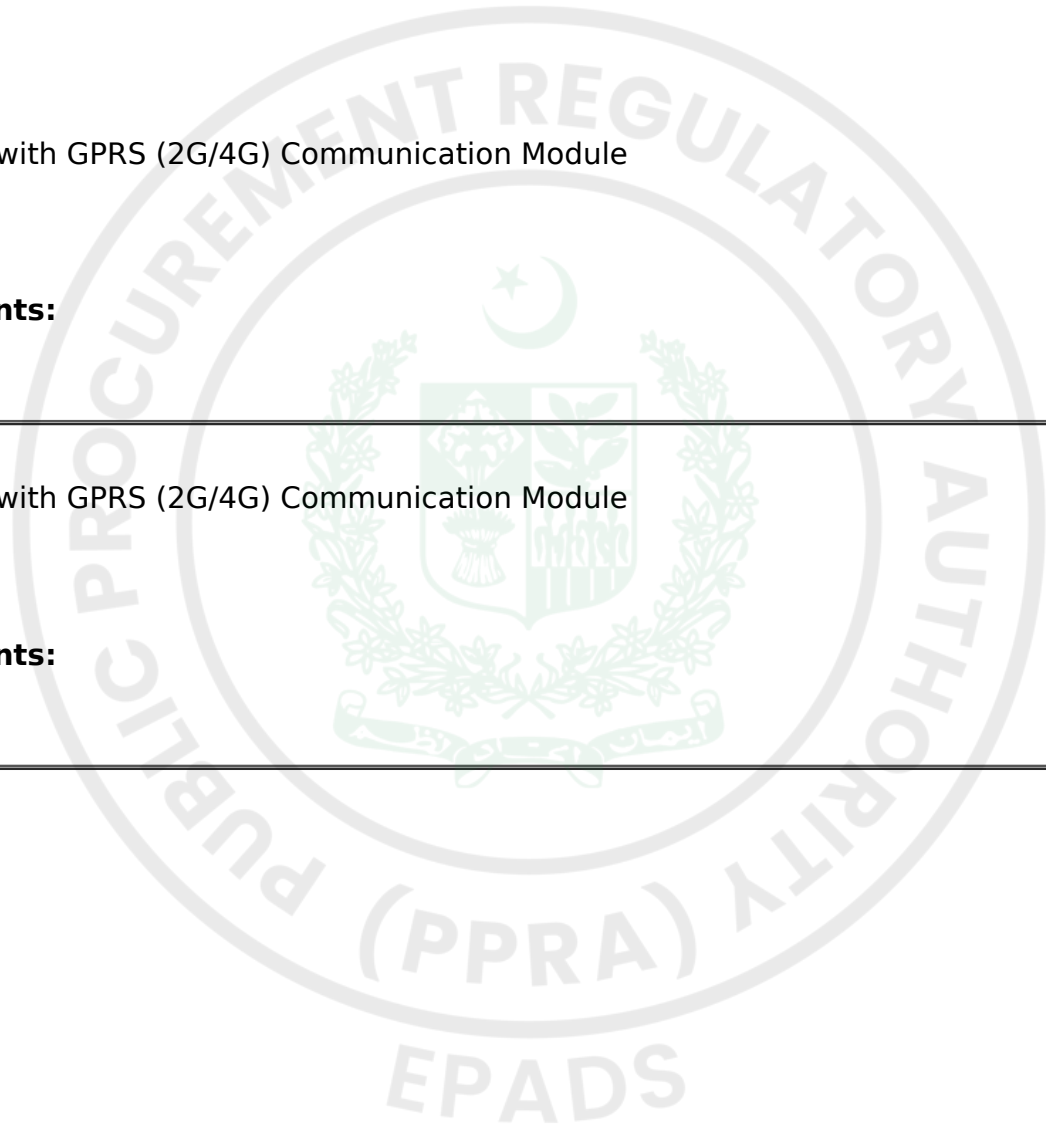 with GPRS (2G/4G) Communication Module
nts:
with GPRS (2G/4G) Communication Module
nts:
PUBLIC PROCUREMENT REGULATORY AUTHORITY
(PPRA)
EPADS